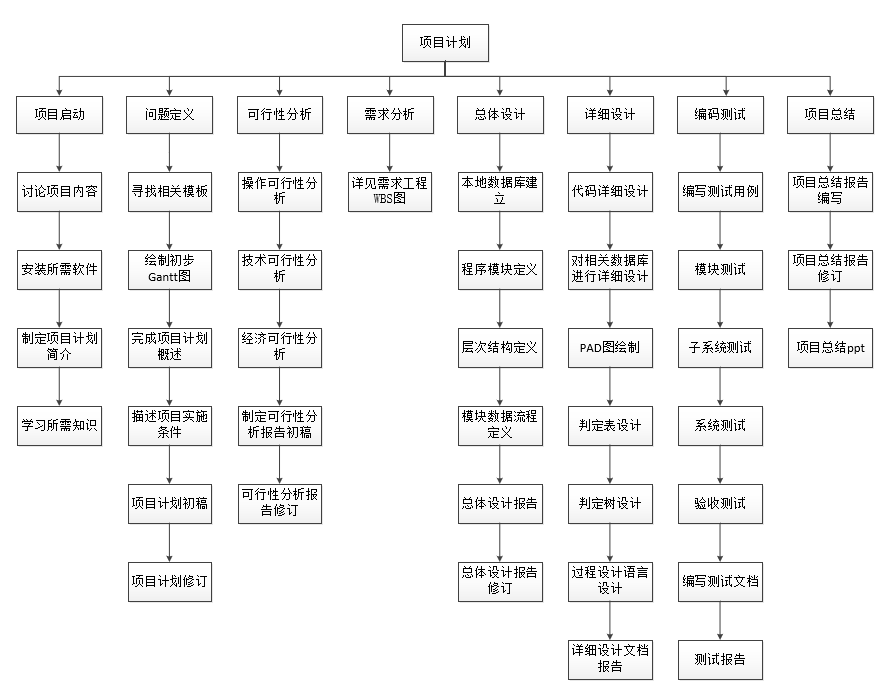 项目计划
项目启动
问题定义
可行性分析
需求分析
总体设计
详细设计
编码测试
项目总结
讨论项目内容
寻找相关模板
操作可行性分
析
详见需求工程
WBS图
本地数据库建
立
代码详细设计
编写测试用例
项目总结报告
编写
安装所需软件
绘制初步
Gantt图
技术可行性分
析
程序模块定义
对相关数据库
进行详细设计
模块测试
项目总结报告
修订
制定项目计划
简介
完成项目计划
概述
经济可行性分
析
层次结构定义
PAD图绘制
子系统测试
项目总结ppt
学习所需知识
描述项目实施
条件
制定可行性分
析报告初稿
模块数据流程
定义
判定表设计
系统测试
项目计划初稿
可行性分析报
告修订
总体设计报告
判定树设计
验收测试
项目计划修订
总体设计报告
修订
过程设计语言
设计
编写测试文档
详细设计文档
报告
测试报告